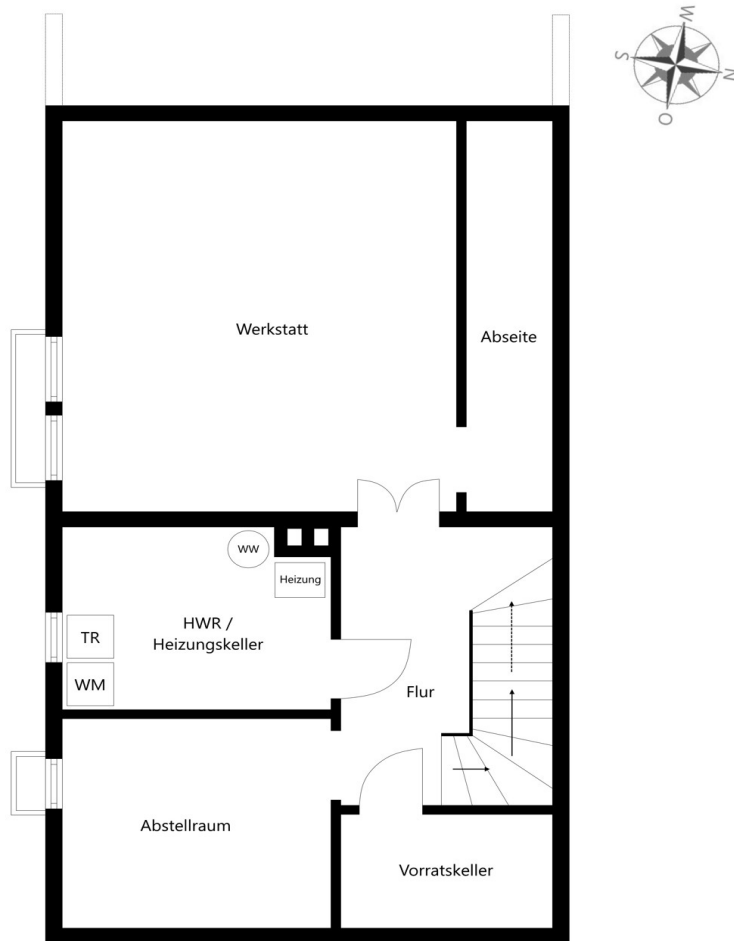 W
S
N
O
Werkstatt
Abseite
WW
Heizung
TR
HWR /
Heizungskeller
WM
Flur
Abstellraum
Vorratskeller